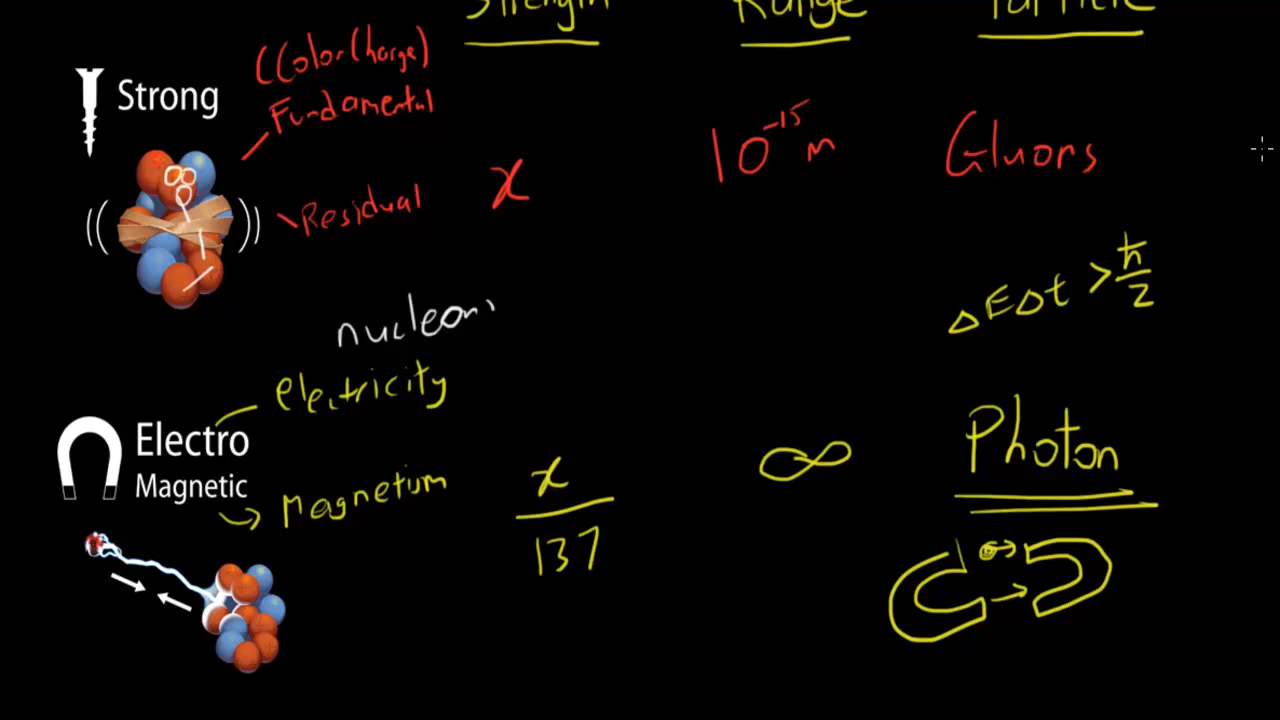 Strength Range Particle
(Color Charge)
Strong
Fundamental
10⁻¹⁵ m
Gluons
Residual
x
ΔEΔt > ħ/2
nucleon
electricity
Photon
Electro
Magnetic
∞
Magnetism
x/137